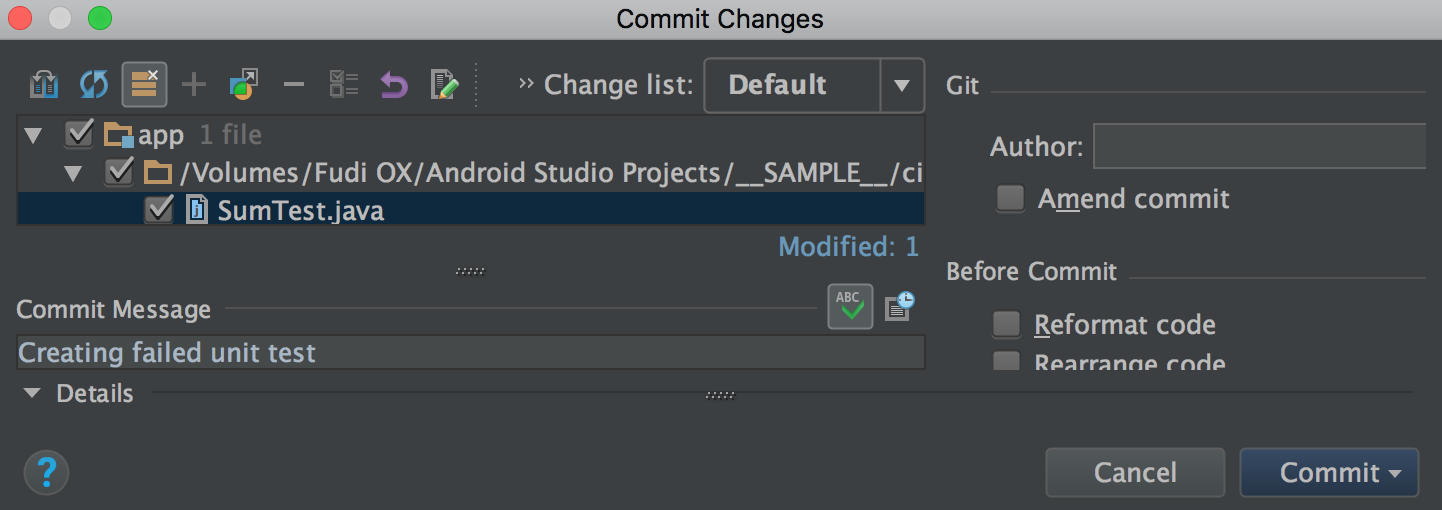 Commit Changes
» Change list: Default
app 1 file
/Volumes/Fudi OX/Android Studio Projects/__SAMPLE__/ci
SumTest.java
Modified: 1
Commit Message
ABC
Creating failed unit test
Details
Git
Author:
Amend commit
Before Commit
Reformat code
Rearrange code
?
Cancel
Commit